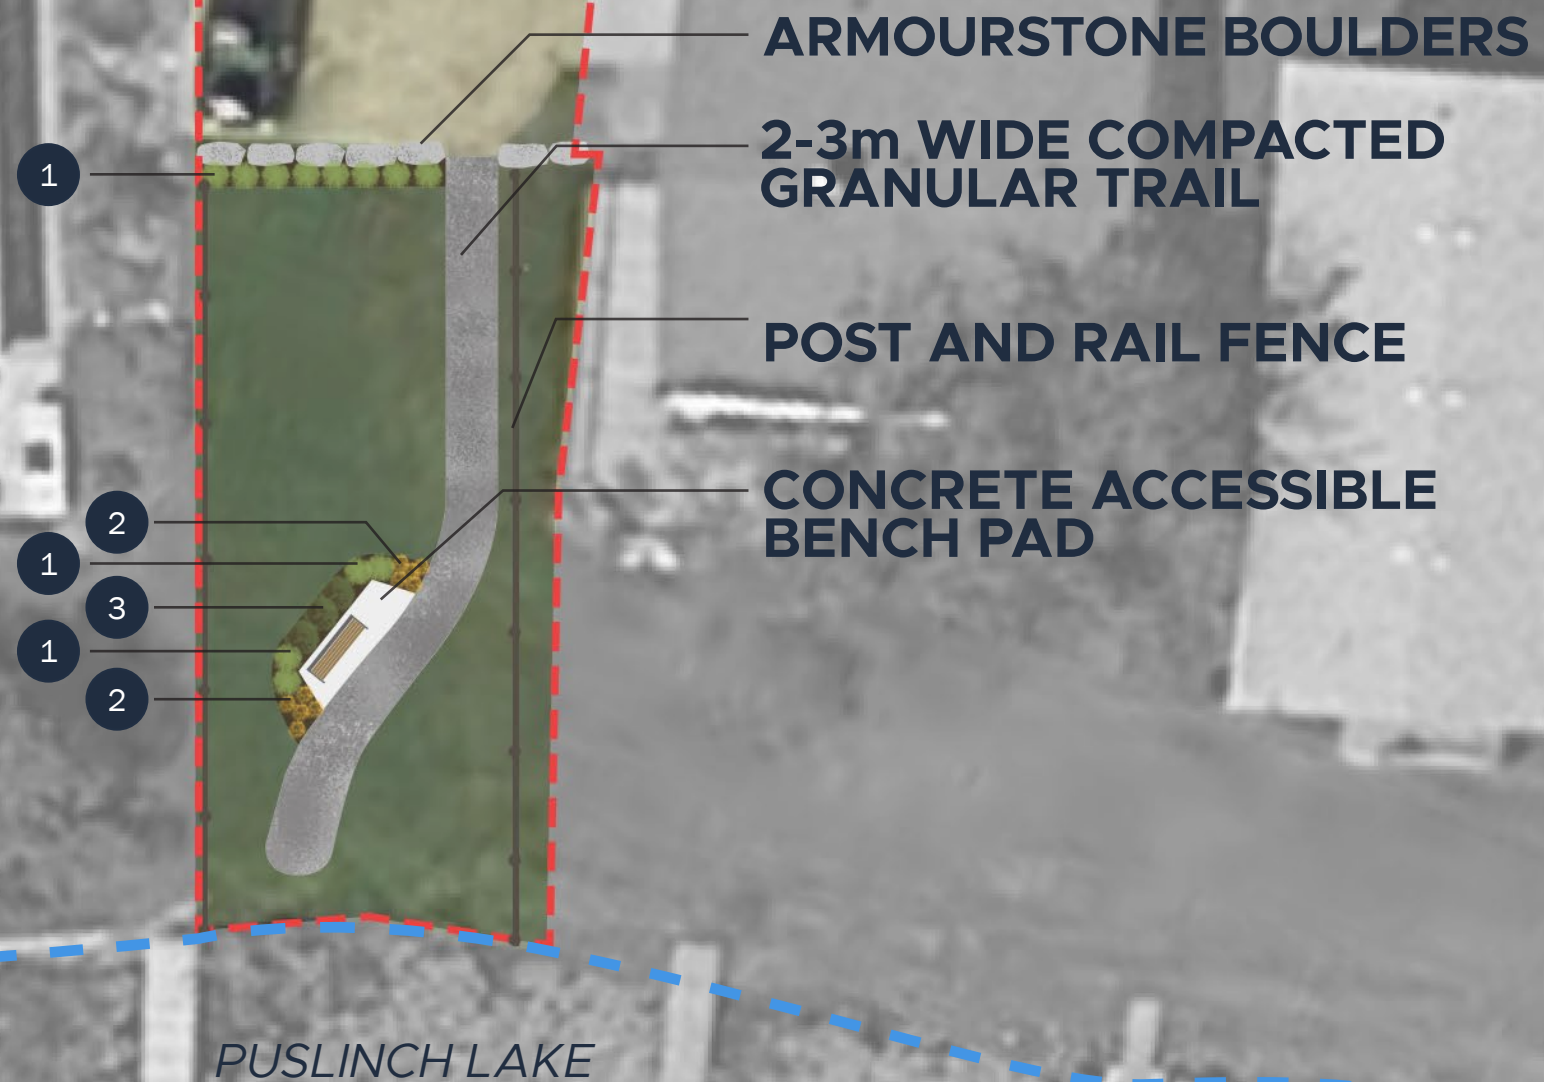 ARMOURSTONE BOULDERS
2-3m WIDE COMPACTED
GRANULAR TRAIL
1
POST AND RAIL FENCE
CONCRETE ACCESSIBLE
BENCH PAD
2
1
3
1
2
PUSLINCH LAKE